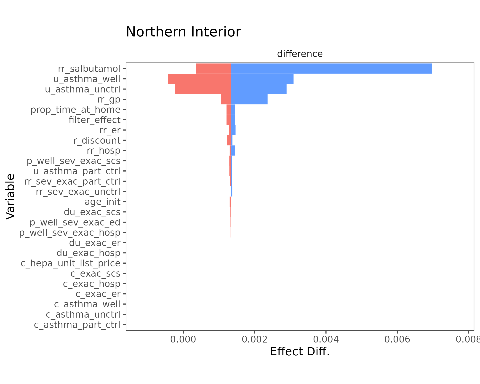 Northern Interior
difference
rr_salbutamol
u_asthma_well
u_asthma_unctrl
rr_gp
prop_time_at_home
filter_effect
rr_er
r_discount
rr_hosp
p_well_sev_exac_scs
u_asthma_part_ctrl
rr_sev_exac_part_ctrl
rr_sev_exac_unctrl
age_init
du_exac_scs
p_well_sev_exac_ed
p_well_sev_exac_hosp
du_exac_er
du_exac_hosp
c_hepa_unit_list_price
c_exac_scs
c_exac_hosp
c_exac_er
c_asthma_well
c_asthma_unctrl
c_asthma_part_ctrl
Variable
0.000 0.002 0.004 0.006 0.008
Effect Diff.